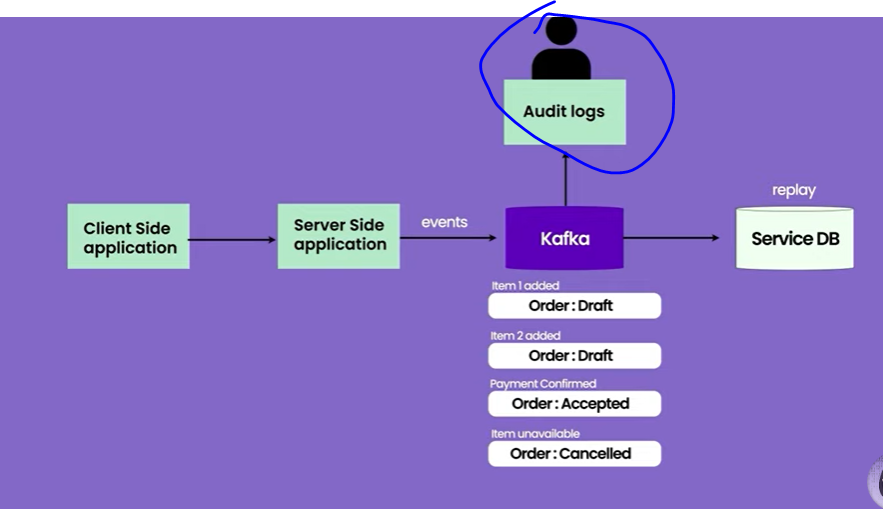 Audit logs
replay
Client Side
application
Server Side
application
events
Kafka
Service DB
Item 1 added
Order : Draft
Item 2 added
Order : Draft
Payment Confirmed
Order : Accepted
Item unavailable
Order : Cancelled